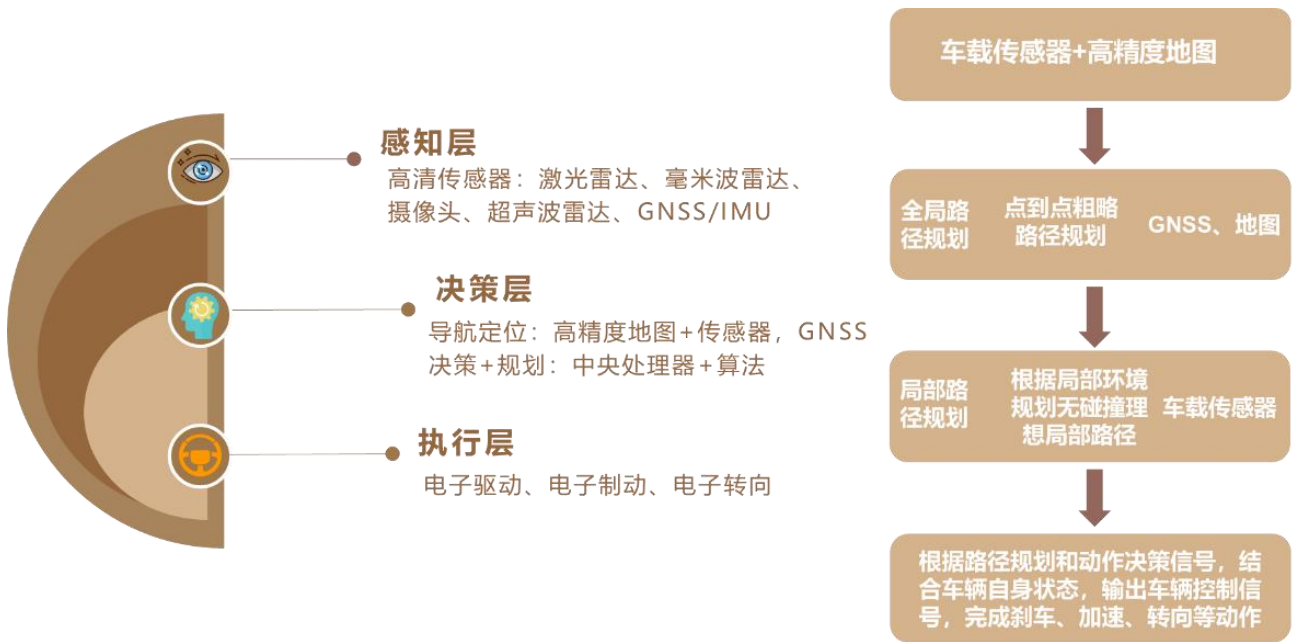 感知层
高清传感器：激光雷达、毫米波雷达、
摄像头、超声波雷达、GNSS/IMU
决策层
导航定位：高精度地图+传感器，GNSS
决策+规划：中央处理器+算法
执行层
电子驱动、电子制动、电子转向
车载传感器+高精度地图
全局路
径规划
点到点粗略
路径规划
GNSS、地图
局部路
径规划
根据局部环境
规划无碰撞理
想局部路径
车载传感器
根据路径规划和动作决策信号，结
合车辆自身状态，输出车辆控制信
号，完成刹车、加速、转向等动作